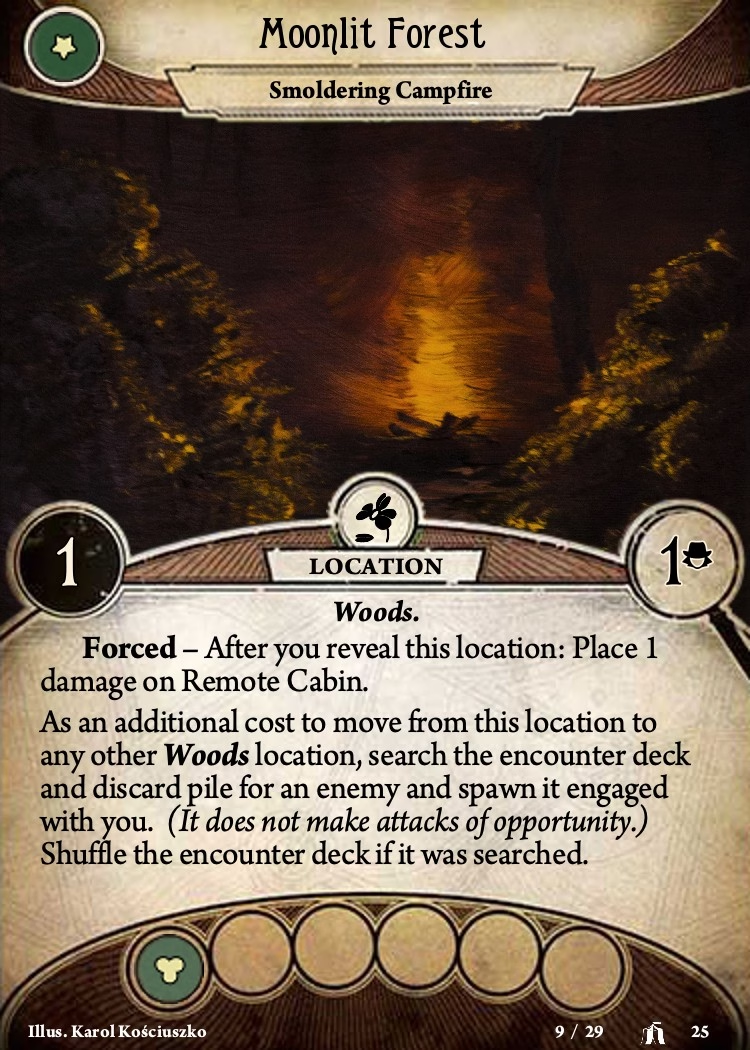 Moonlit Forest
Smoldering Campfire
1
1
LOCATION
Woods.
Forced – After you reveal this location: Place 1
damage on Remote Cabin.
As an additional cost to move from this location to
any other Woods location, search the encounter deck
and discard pile for an enemy and spawn it engaged
with you. (It does not make attacks of opportunity.)
Shuffle the encounter deck if it was searched.
Illus. Karol Kościuszko
9 / 29
25